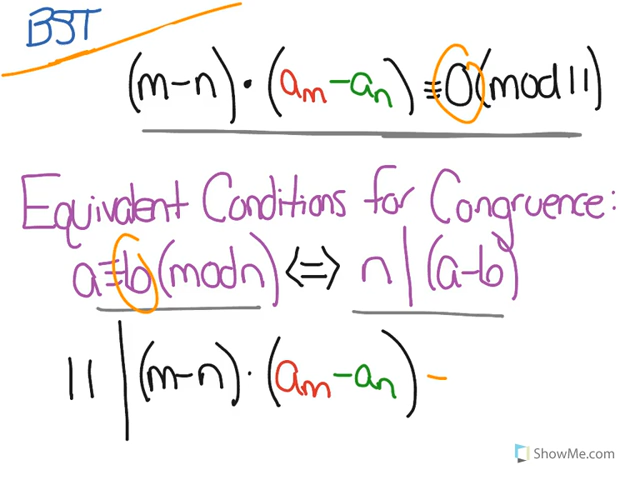 BST
(m-n)·(aₘ-aₙ)≡0(mod 11)
Equivalent Conditions for Congruence:
a≡b(mod n) <=> n|(a-b)
11|(m-n)·(aₘ-aₙ) -
ShowMe.com